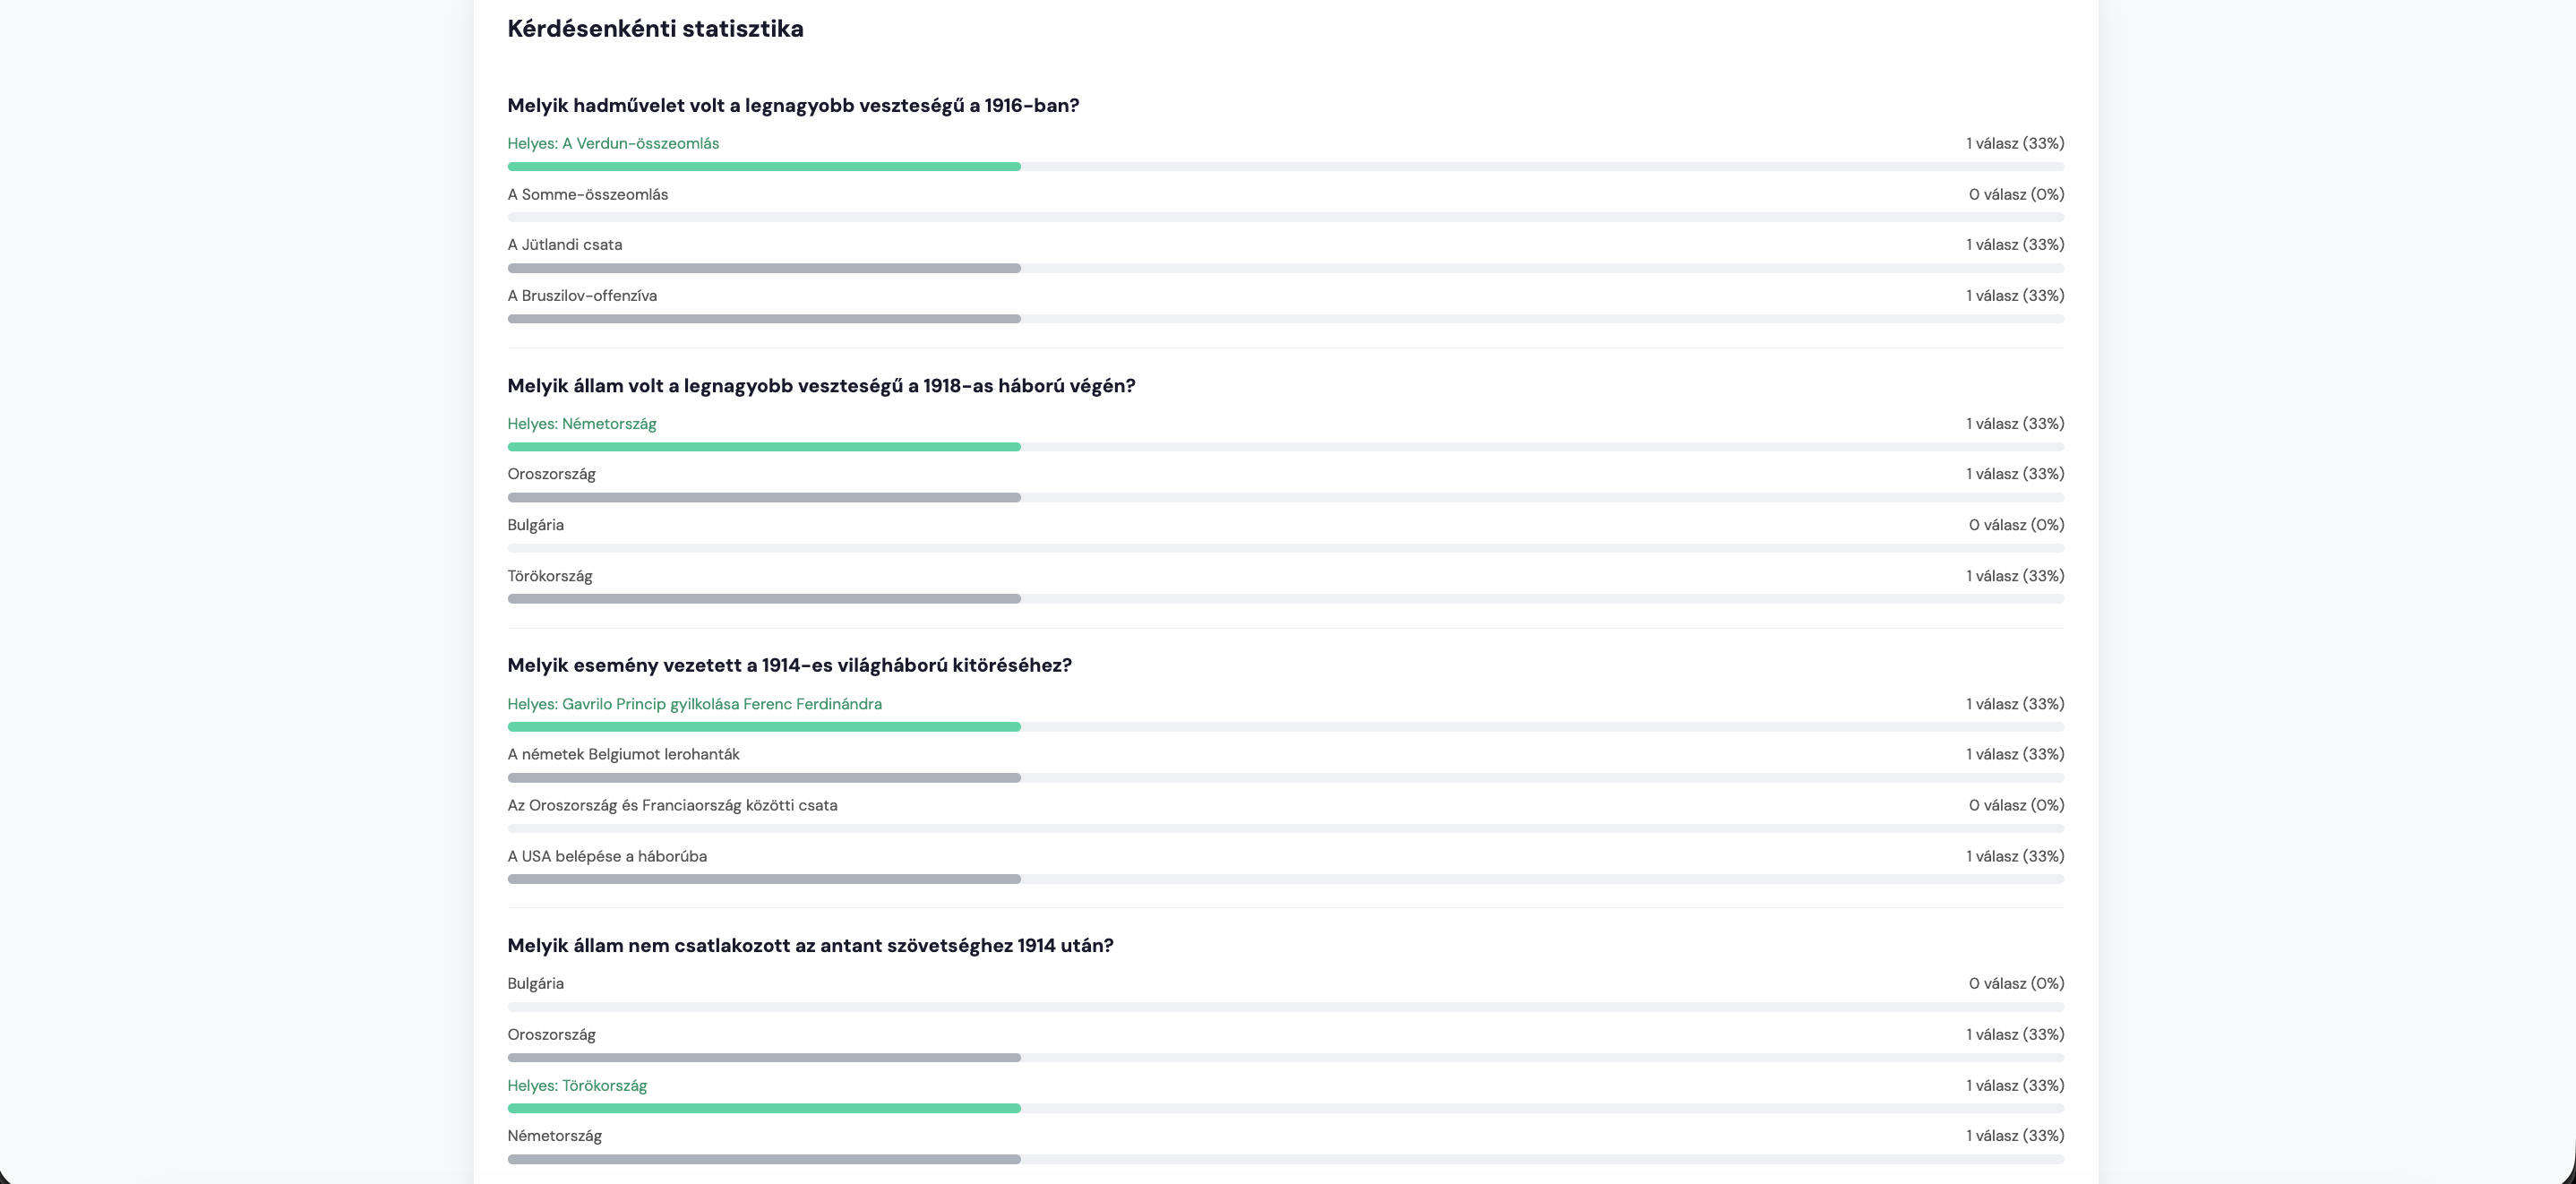 Kérdésenkénti statisztika
Melyik hadművelet volt a legnagyobb veszteségű a 1916-ban?
Helyes: A Verdun-összeomlás 1 válasz (33%)
A Somme-összeomlás 0 válasz (0%)
A Jütlandi csata 1 válasz (33%)
A Bruszilov-offenzíva 1 válasz (33%)
Melyik állam volt a legnagyobb veszteségű a 1918-as háború végén?
Helyes: Németország 1 válasz (33%)
Oroszország 1 válasz (33%)
Bulgária 0 válasz (0%)
Törökország 1 válasz (33%)
Melyik esemény vezetett a 1914-es világháború kitöréséhez?
Helyes: Gavrilo Princip gyilkolása Ferenc Ferdinándra 1 válasz (33%)
A németek Belgiumot lerohanták 1 válasz (33%)
Az Oroszország és Franciaország közötti csata 0 válasz (0%)
A USA belépése a háborúba 1 válasz (33%)
Melyik állam nem csatlakozott az antant szövetséghez 1914 után?
Bulgária 0 válasz (0%)
Oroszország 1 válasz (33%)
Helyes: Törökország 1 válasz (33%)
Németország 1 válasz (33%)